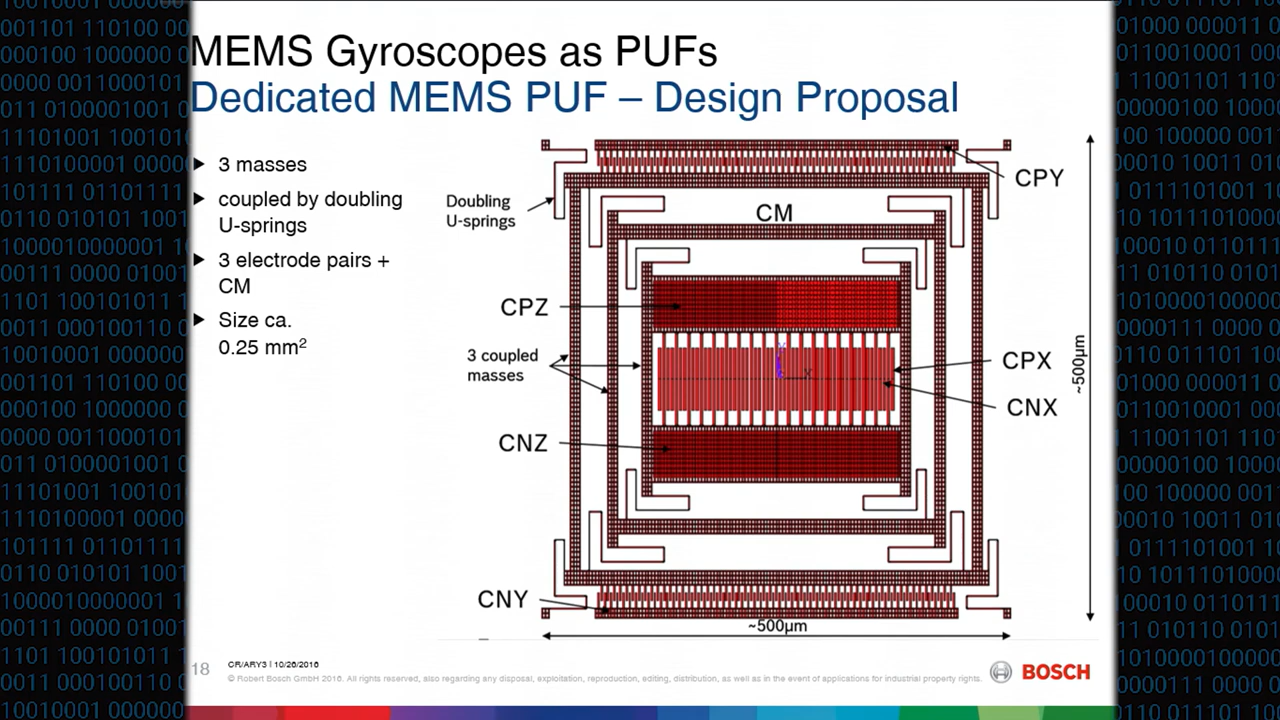 MEMS Gyroscopes as PUFs
Dedicated MEMS PUF – Design Proposal
3 masses
coupled by doubling
U-springs
3 electrode pairs +
CM
Size ca.
0.25 mm²
Doubling
U-springs
CPY
CM
CPZ
3 coupled
masses
CPX
CNX
CNZ
CNY
~500µm
~500µm
18
CR/ARY3 | 10/26/2016
© Robert Bosch GmbH 2016. All rights reserved, also regarding any disposal, exploitation, reproduction, editing, distribution, as well as in the event of applications for industrial property rights.
BOSCH